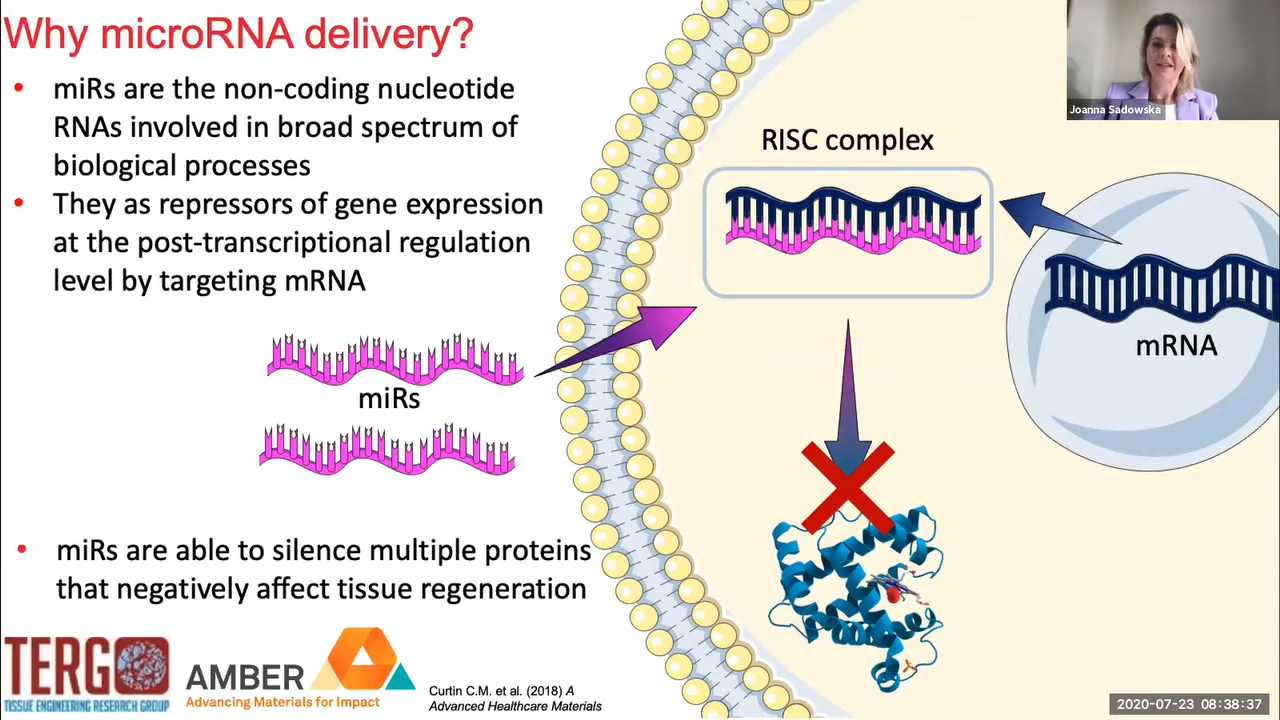 Why microRNA delivery?
• miRs are the non-coding nucleotide
RNAs involved in broad spectrum of
biological processes
• They as repressors of gene expression
at the post-transcriptional regulation
level by targeting mRNA
miRs
• miRs are able to silence multiple proteins
that negatively affect tissue regeneration
RISC complex
mRNA
Joanna Sadowska
TERG
TISSUE ENGINEERING RESEARCH GROUP
AMBER
Advancing Materials for Impact
Curtin C.M. et al. (2018) A
Advanced Healthcare Materials
2020-07-23 08:38:37